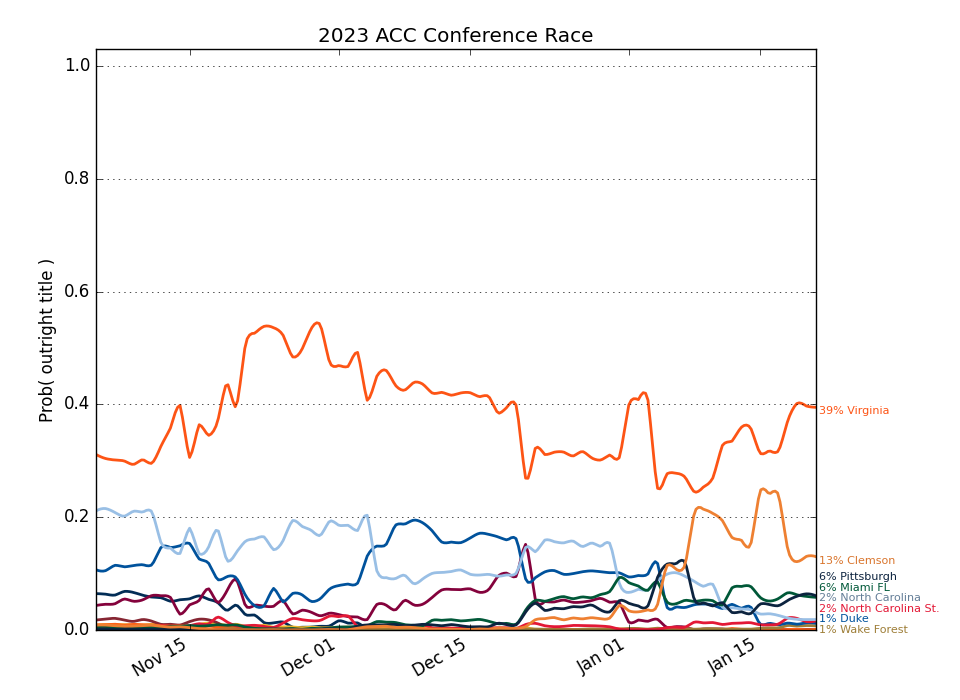 2023 ACC Conference Race
1.0
0.8
0.6
0.4
0.2
0.0
Prob( outright title )
39% Virginia
13% Clemson
6% Pittsburgh
6% Miami FL
2% North Carolina
2% North Carolina St.
1% Duke
1% Wake Forest
Nov 15
Dec 01
Dec 15
Jan 01
Jan 15